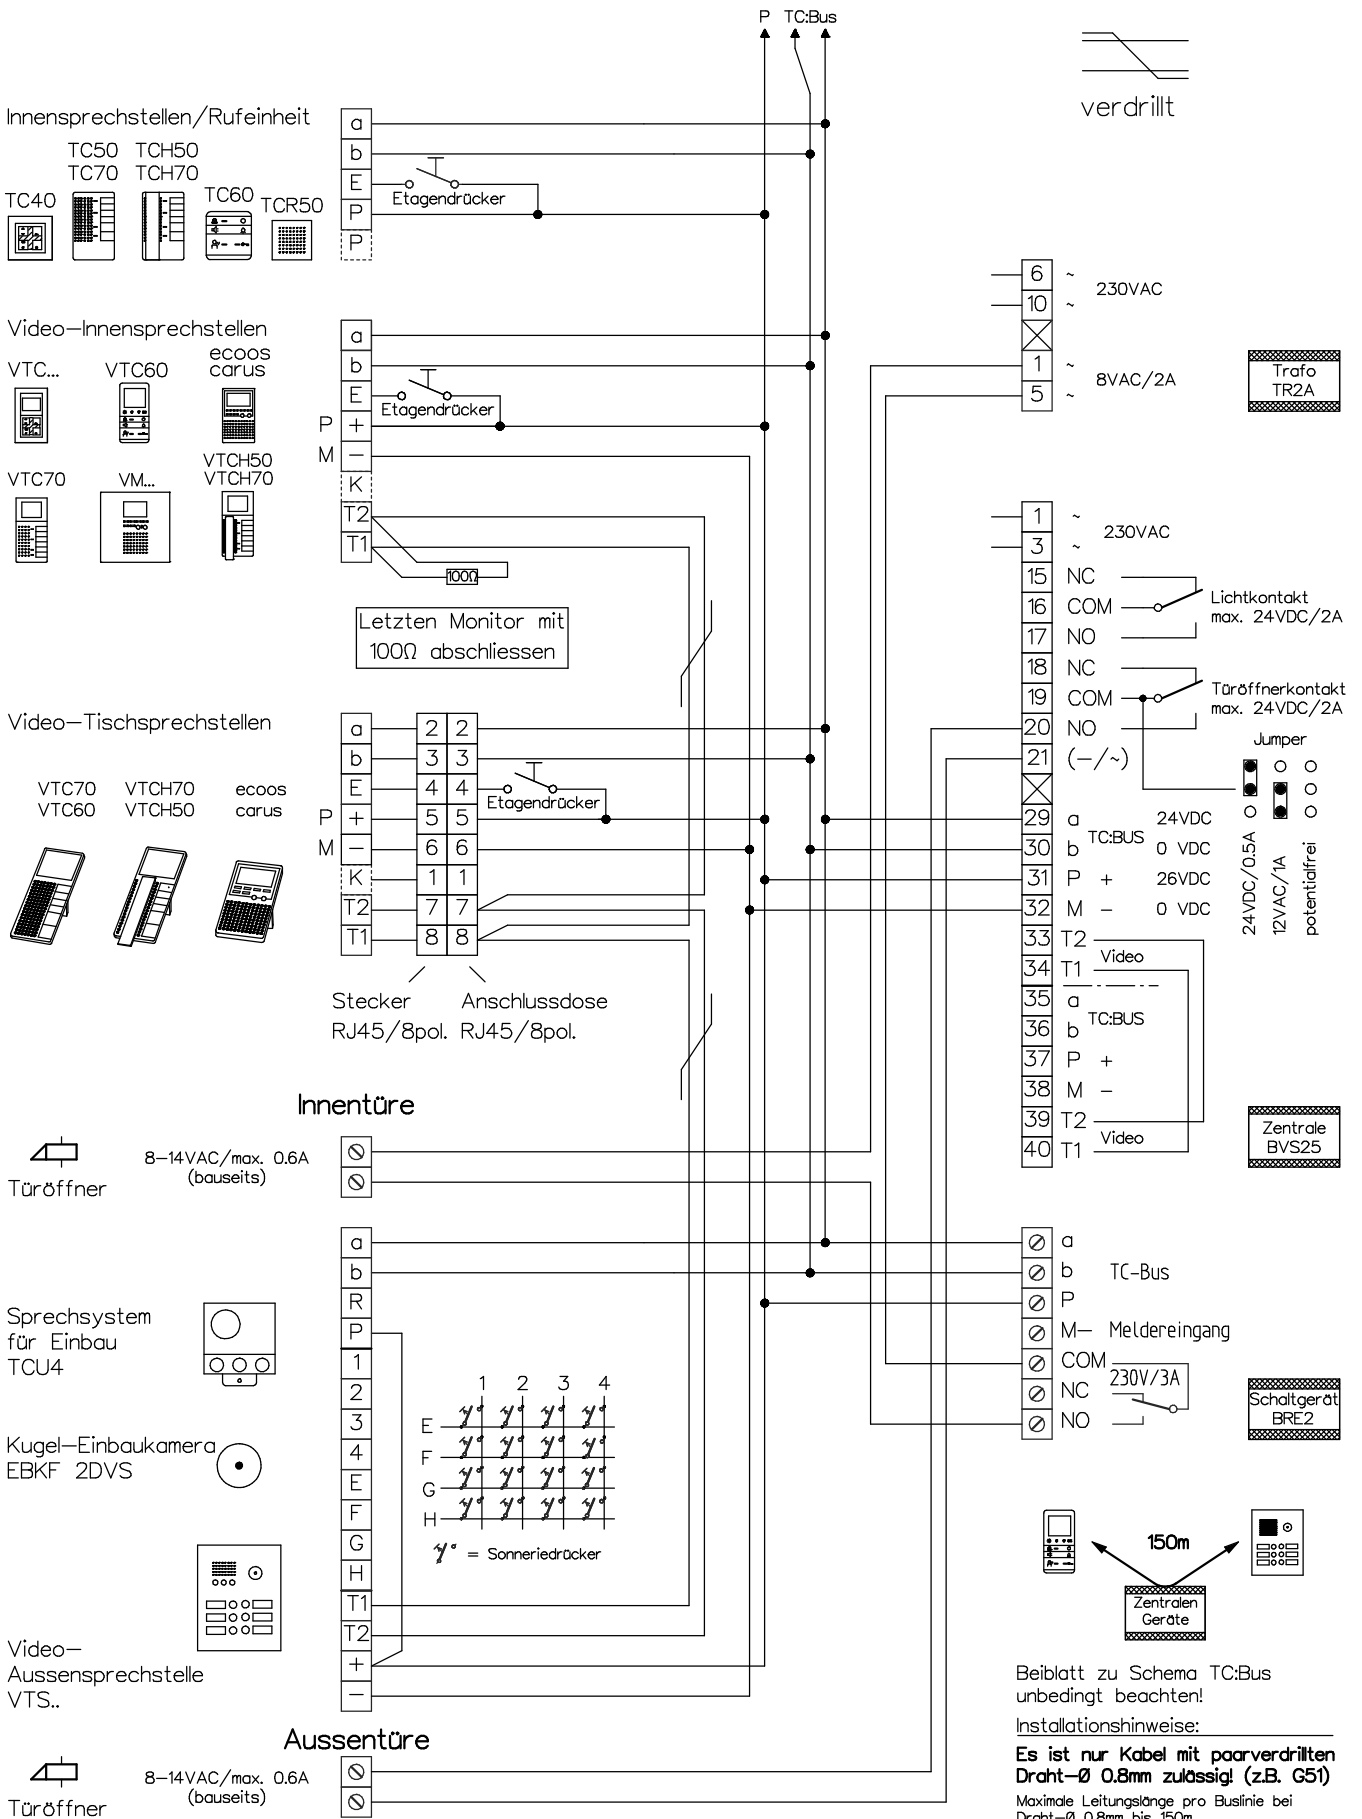 P TC:Bus
verdrillt
Innensprechstellen/Rufeinheit
TC50 TCH50
TC70 TCH70
TC40
TC60
TCR50
a
b
E
P
P
Etagendrücker
Video-Innensprechstellen
VTC...
VTC60
ecoos
carus
VTC70
VM...
VTCH50
VTCH70
a
b
E
P +
M -
K
T2
T1
Etagendrücker
100Ω
Letzten Monitor mit
100Ω abschliessen
Video-Tischsprechstellen
VTC70 VTCH70 ecoos
VTC60 VTCH50 carus
a 2 2
b 3 3
E 4 4
P + 5 5
M - 6 6
K 1 1
T2 7 7
T1 8 8
Etagendrücker
Stecker Anschlussdose
RJ45/8pol. RJ45/8pol.
Innentüre
Türöffner
8-14VAC/max. 0.6A
(bauseits)
Sprechsystem
für Einbau
TCU4
Kugel-Einbaukamera
EBKF 2DVS
Video-
Aussensprechstelle
VTS..
a
b
R
P
1
2
3
4
E
F
G
H
T1
T2
+
-
1 2 3 4
E
F
G
H
= Sonneriedrücker
Aussentüre
Türöffner
8-14VAC/max. 0.6A
(bauseits)
6 ~
10 ~
230VAC
1 ~
5 ~
8VAC/2A
Trafo
TR2A
1 ~
3 ~
230VAC
15 NC
16 COM
17 NO
Lichtkontakt
max. 24VDC/2A
18 NC
19 COM
20 NO
21 (-/~)
Türöffnerkontakt
max. 24VDC/2A
Jumper
24VDC/0.5A
12VAC/1A
potentialfrei
29 a 24VDC
TC:BUS
30 b 0 VDC
31 P + 26VDC
32 M - 0 VDC
33 T2
Video
34 T1
35 a
TC:BUS
36 b
37 P +
38 M -
39 T2
Video
40 T1
Zentrale
BVS25
a
b TC-Bus
P
M- Meldereingang
COM
230V/3A
NC
NO
Schaltgerät
BRE2
150m
Zentralen
Geräte
Beiblatt zu Schema TC:Bus
unbedingt beachten!
Installationshinweise:
Es ist nur Kabel mit paarverdrillten
Draht-Ø 0.8mm zulässig! (z.B. G51)
Maximale Leitungslänge pro Buslinie bei
Draht-Ø 0.8mm bis 150m